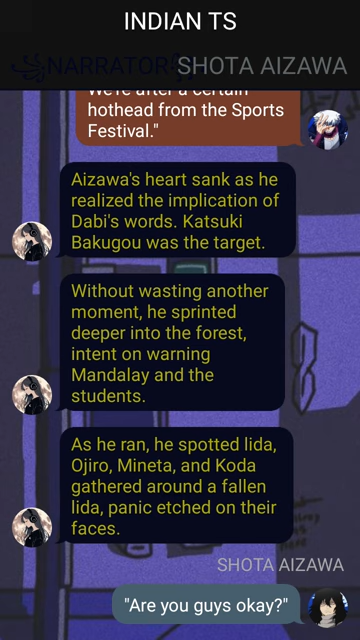 INDIAN TS
NARRATOR
SHOTA AIZAWA
We're after a certain
hothead from the Sports
Festival."
Aizawa's heart sank as he
realized the implication of
Dabi's words. Katsuki
Bakugou was the target.
Without wasting another
moment, he sprinted
deeper into the forest,
intent on warning
Mandalay and the
students.
As he ran, he spotted Iida,
Ojiro, Mineta, and Koda
gathered around a fallen
Iida, panic etched on their
faces.
SHOTA AIZAWA
"Are you guys okay?"